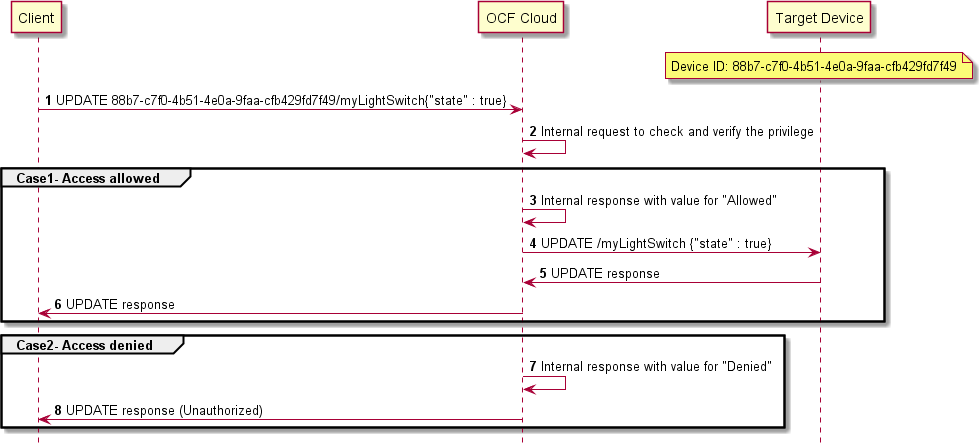 Client
OCF Cloud
Target Device
Device ID: 88b7-c7f0-4b51-4e0a-9faa-cfb429fd7f49
1 UPDATE 88b7-c7f0-4b51-4e0a-9faa-cfb429fd7f49/myLightSwitch{"state" : true}
2 Internal request to check and verify the privilege
Case1- Access allowed
3 Internal response with value for "Allowed"
4 UPDATE /myLightSwitch {"state" : true}
5 UPDATE response
6 UPDATE response
Case2- Access denied
7 Internal response with value for "Denied"
8 UPDATE response (Unauthorized)